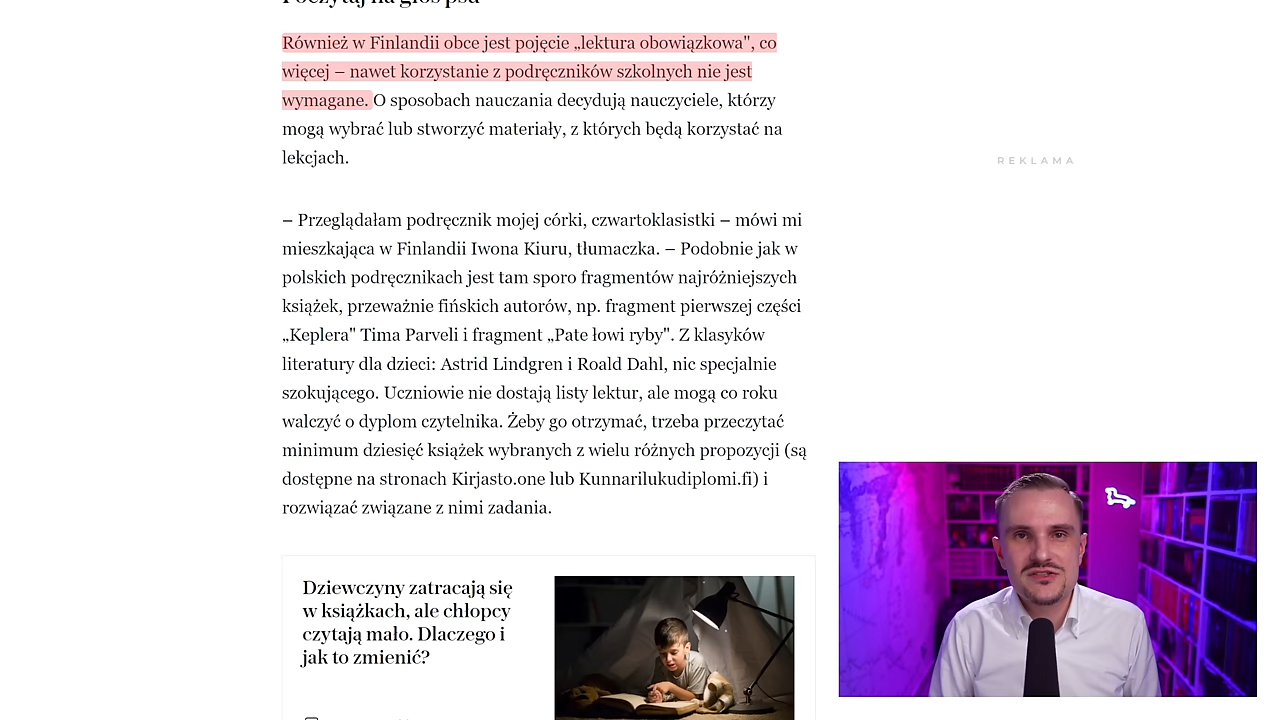 Poczytaj na głos psu
Również w Finlandii obce jest pojęcie „lektura obowiązkowa", co
więcej – nawet korzystanie z podręczników szkolnych nie jest
wymagane. O sposobach nauczania decydują nauczyciele, którzy
mogą wybrać lub stworzyć materiały, z których będą korzystać na
lekcjach.
REKLAMA
– Przeglądałam podręcznik mojej córki, czwartoklasistki – mówi mi
mieszkająca w Finlandii Iwona Kiuru, tłumaczka. – Podobnie jak w
polskich podręcznikach jest tam sporo fragmentów najróżniejszych
książek, przeważnie fińskich autorów, np. fragment pierwszej części
„Keplera" Tima Parveli i fragment „Pate łowi ryby". Z klasyków
literatury dla dzieci: Astrid Lindgren i Roald Dahl, nic specjalnie
szokującego. Uczniowie nie dostają listy lektur, ale mogą co roku
walczyć o dyplom czytelnika. Żeby go otrzymać, trzeba przeczytać
minimum dziesięć książek wybranych z wielu różnych propozycji (są
dostępne na stronach Kirjasto.one lub Kunnarilukudiplomi.fi) i
rozwiązać związane z nimi zadania.
Dziewczyny zatracają się
w książkach, ale chłopcy
czytają mało. Dlaczego i
jak to zmienić?